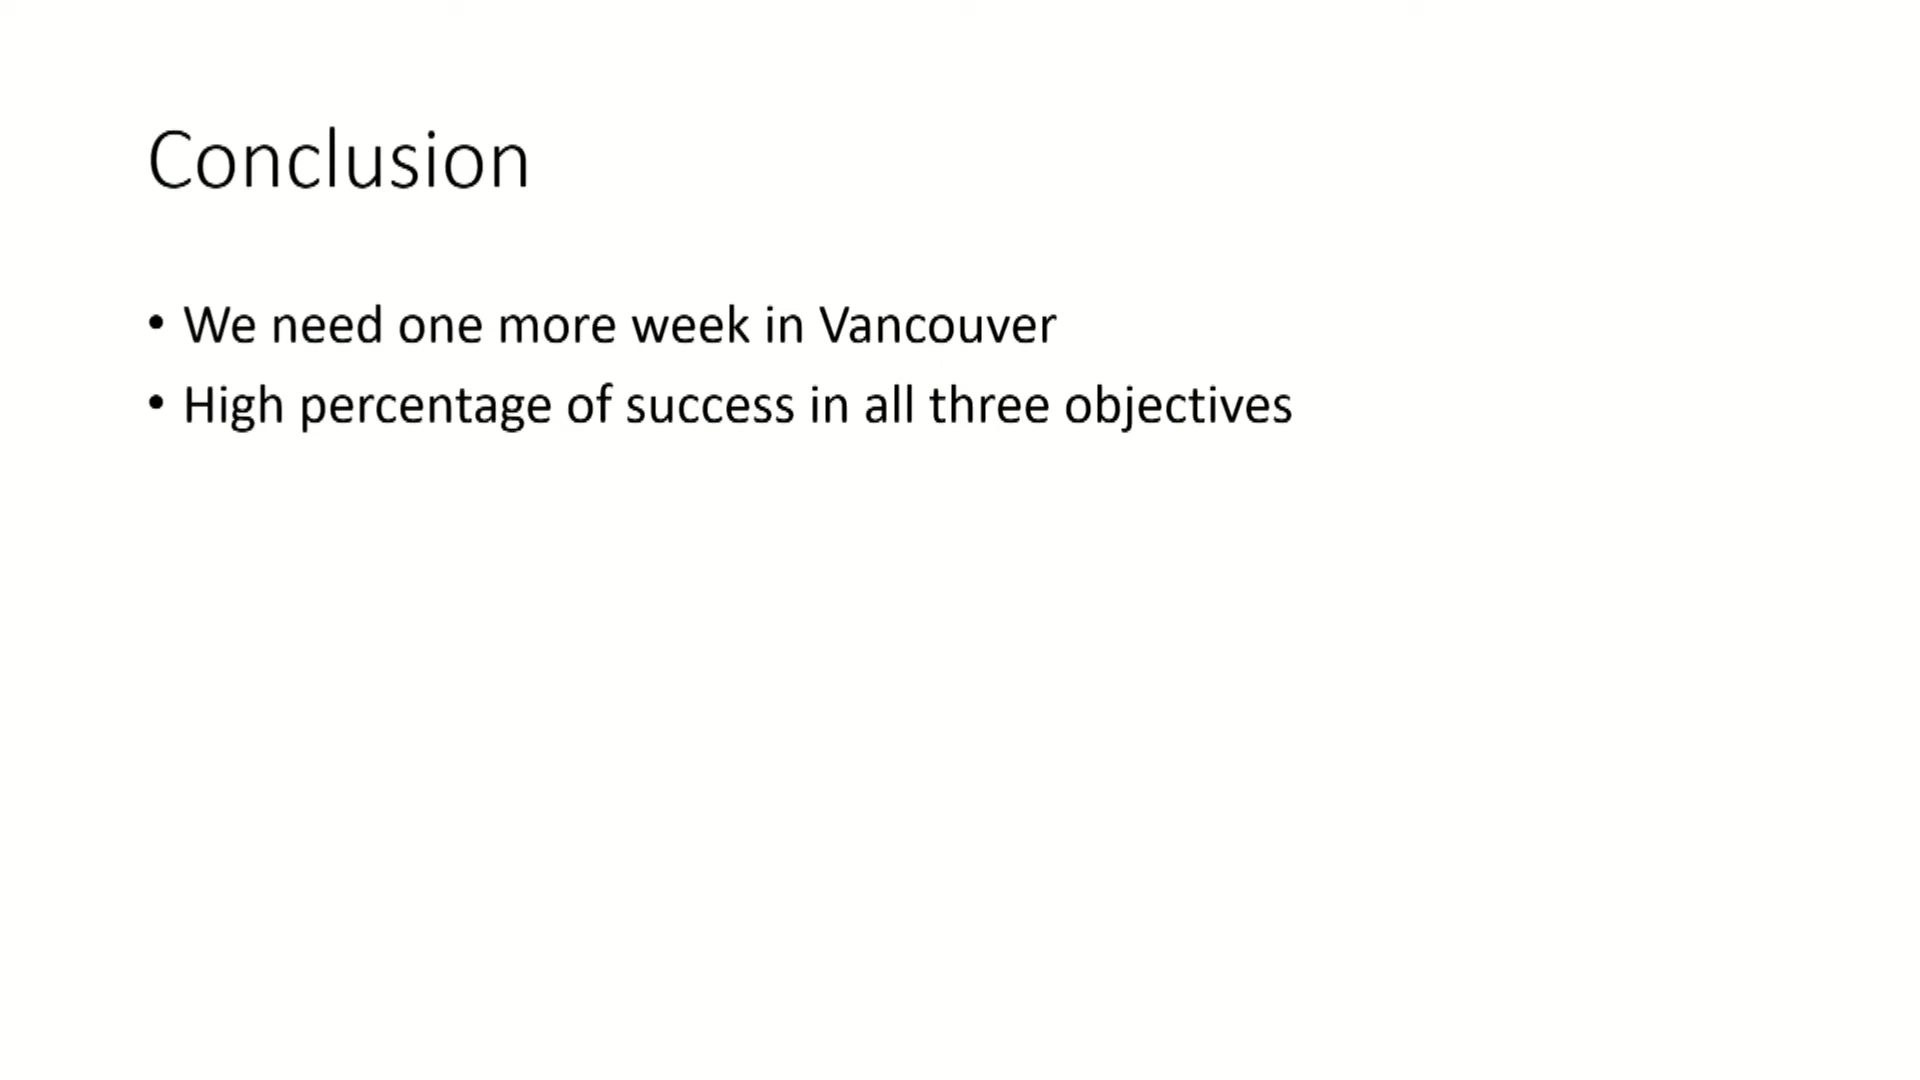 Conclusion
• We need one more week in Vancouver
• High percentage of success in all three objectives